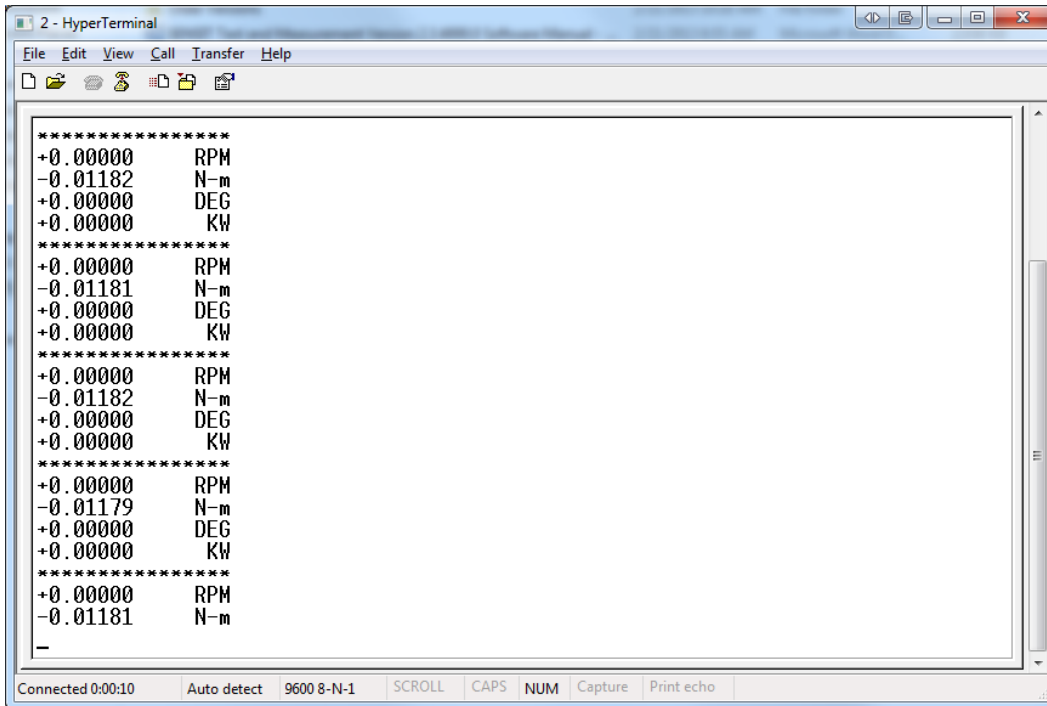 2 - HyperTerminal
File Edit View Call Transfer Help
****************
+0.00000 RPM
-0.01182 N-m
+0.00000 DEG
+0.00000 KW
****************
+0.00000 RPM
-0.01181 N-m
+0.00000 DEG
+0.00000 KW
****************
+0.00000 RPM
-0.01182 N-m
+0.00000 DEG
+0.00000 KW
****************
+0.00000 RPM
-0.01179 N-m
+0.00000 DEG
+0.00000 KW
****************
+0.00000 RPM
-0.01181 N-m
_
Connected 0:00:10 Auto detect 9600 8-N-1 SCROLL CAPS NUM Capture Print echo